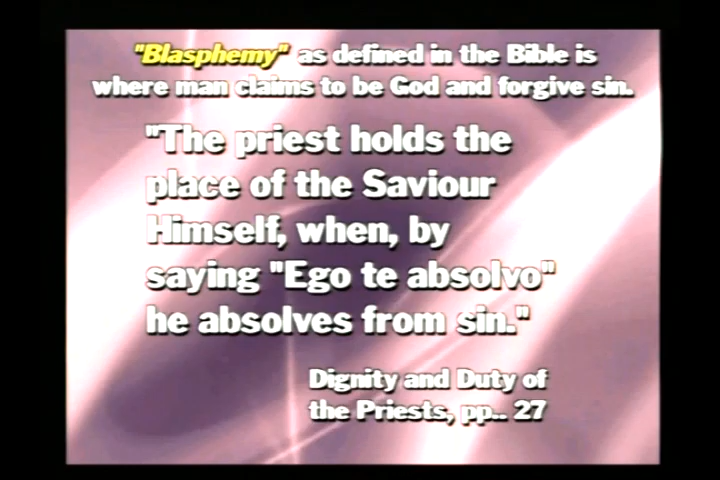 "Blasphemy" as defined in the Bible is
where man claims to be God and forgive sin.
"The priest holds the
place of the Saviour
Himself, when, by
saying "Ego te absolvo"
he absolves from sin."
Dignity and Duty of
the Priests, pp.. 27